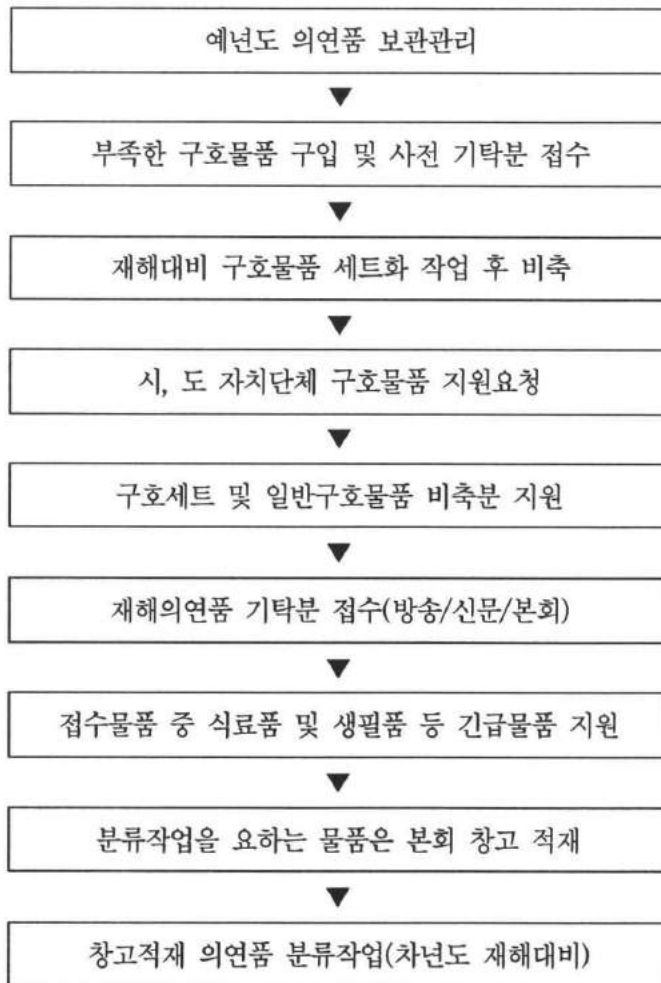 예년도 의연품 보관관리
▼
부족한 구호물품 구입 및 사전 기탁분 접수
▼
재해대비 구호물품 세트화 작업 후 비축
▼
시, 도 자치단체 구호물품 지원요청
▼
구호세트 및 일반구호물품 비축분 지원
▼
재해의연품 기탁분 접수(방송/신문/본회)
▼
접수물품 중 식료품 및 생필품 등 긴급물품 지원
▼
분류작업을 요하는 물품은 본회 창고 적재
▼
창고적재 의연품 분류작업(차년도 재해대비)